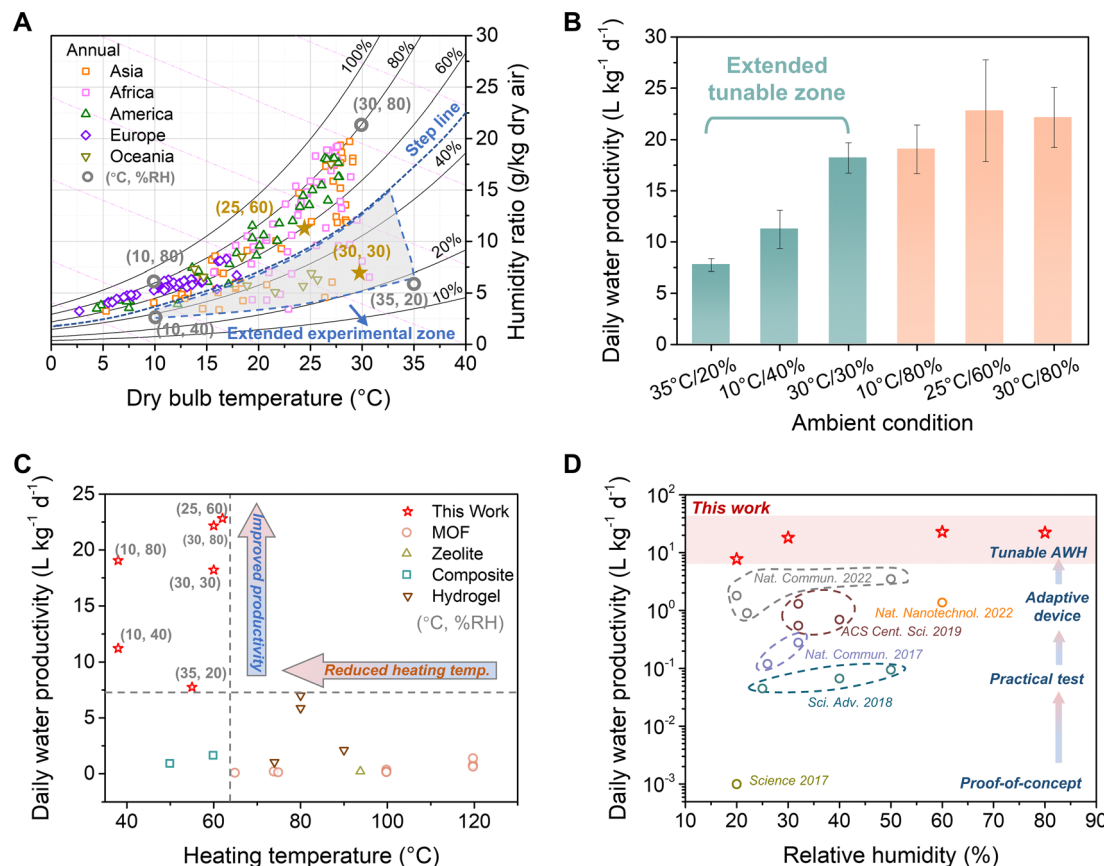 A
Annual
Asia
Africa
America
Europe
Oceania
(°C, %RH)
100%
80%
60%
40%
20%
10%
(30, 80)
Step line
(25, 60)
(10, 80)
(30, 30)
(35, 20)
(10, 40)
Extended experimental zone
0 5 10 15 20 25 30 35 40
Dry bulb temperature (°C)
0
5
10
15
20
25
30
Humidity ratio (g/kg dry air)
B
Daily water productivity (L kg⁻¹ d⁻¹)
30
25
20
15
10
5
0
Extended
tunable zone
35°C/20% 10°C/40% 30°C/30% 10°C/80% 25°C/60% 30°C/80%
Ambient condition
C
Daily water productivity (L kg⁻¹ d⁻¹)
25
20
15
10
5
0
(25, 60)
(30, 80)
(10, 80)
(30, 30)
(10, 40)
(35, 20)
Improved productivity
Reduced heating temp.
This Work
MOF
Zeolite
Composite
Hydrogel
(°C, %RH)
40 60 80 100 120
Heating temperature (°C)
D
Daily water productivity (L kg⁻¹ d⁻¹)
10²
10¹
10⁰
10⁻¹
10⁻²
10⁻³
This work
Tunable AWH
Nat. Commun. 2022
Adaptive
device
Nat. Nanotechnol. 2022
ACS Cent. Sci. 2019
Nat. Commun. 2017
Practical test
Sci. Adv. 2018
Science 2017
Proof-of-concept
10 20 30 40 50 60 70 80 90
Relative humidity (%)